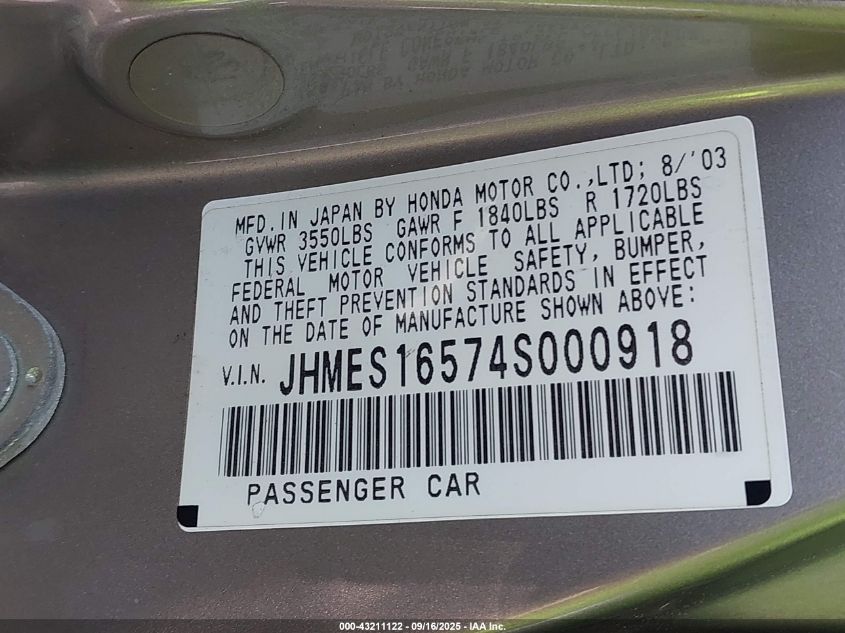 MFD. IN JAPAN BY HONDA MOTOR CO.,LTD; 8/'03
GVWR 3550LBS GAWR F 1840LBS R 1720LBS
THIS VEHICLE CONFORMS TO ALL APPLICABLE
FEDERAL MOTOR VEHICLE SAFETY, BUMPER,
AND THEFT PREVENTION STANDARDS IN EFFECT
ON THE DATE OF MANUFACTURE SHOWN ABOVE:
V.I.N. JHMES16574S000918
PASSENGER CAR
000-43211122 - 09/16/2025 - IAA Inc.